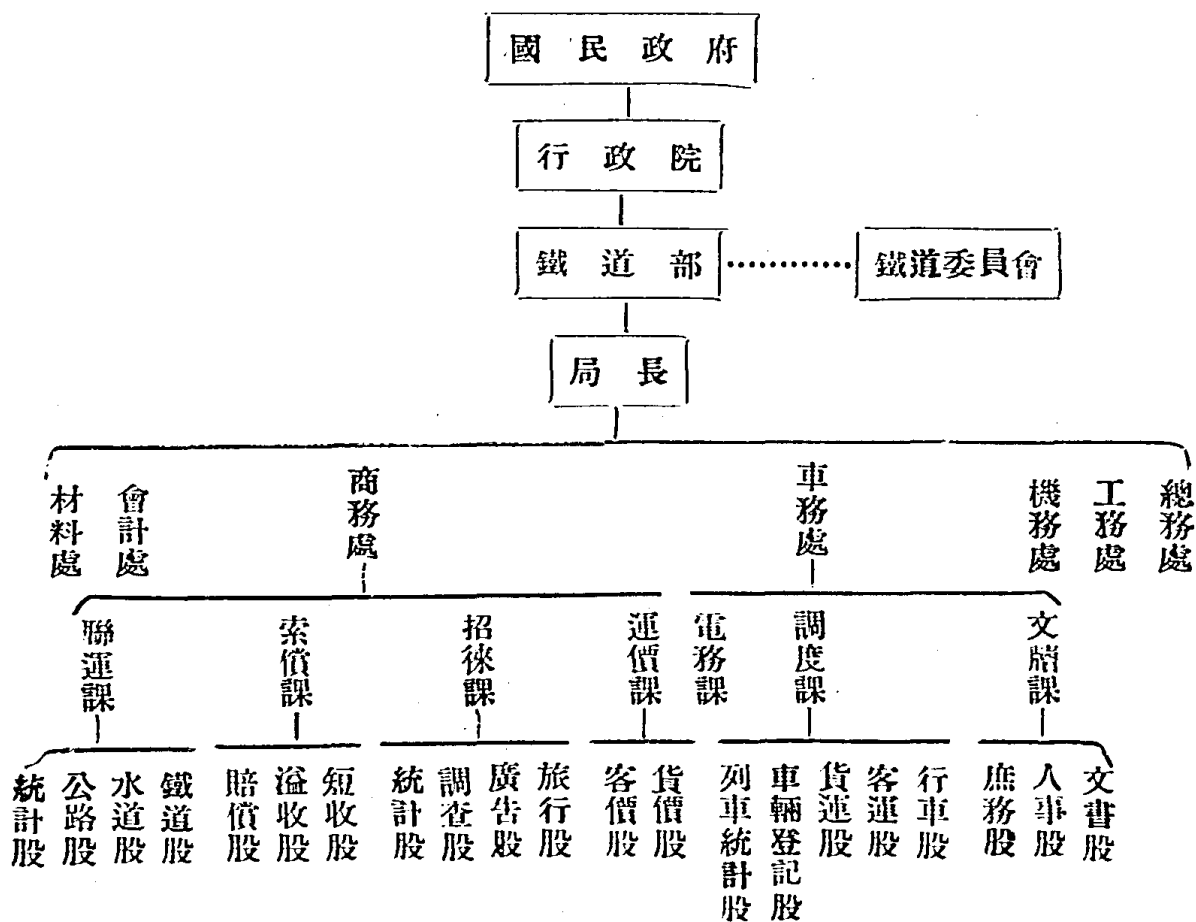 國民政府
行政院
鐵道部
鐵道委員會
局長
總務處
工務處
機務處
車務處
商務處
會計處
材料處
文牘課
調度課
電務課
運價課
招徠課
索償課
聯運課
文書股
人事股
庶務股
行車股
客運股
貨運股
車輛登記股
列車統計股
貨價股
客價股
旅行股
廣告股
調查股
統計股
短收股
溢收股
賠償股
鐵道股
水道股
公路股
統計股